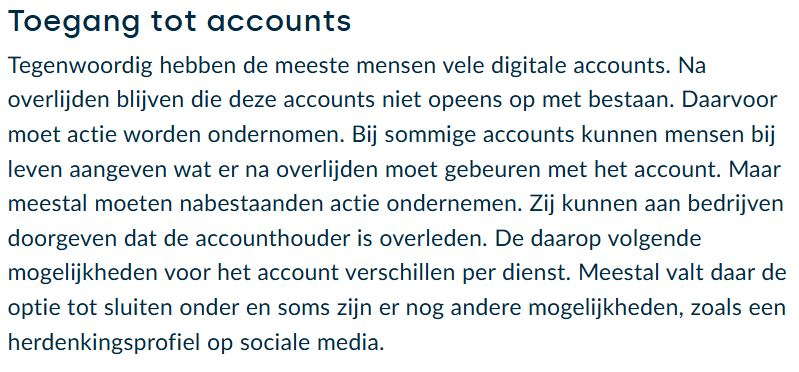 Toegang tot accounts
Tegenwoordig hebben de meeste mensen vele digitale accounts. Na
overlijden blijven die deze accounts niet opeens op met bestaan. Daarvoor
moet actie worden ondernomen. Bij sommige accounts kunnen mensen bij
leven aangeven wat er na overlijden moet gebeuren met het account. Maar
meestal moeten nabestaanden actie ondernemen. Zij kunnen aan bedrijven
doorgeven dat de accounthouder is overleden. De daarop volgende
mogelijkheden voor het account verschillen per dienst. Meestal valt daar de
optie tot sluiten onder en soms zijn er nog andere mogelijkheden, zoals een
herdenkingsprofiel op sociale media.